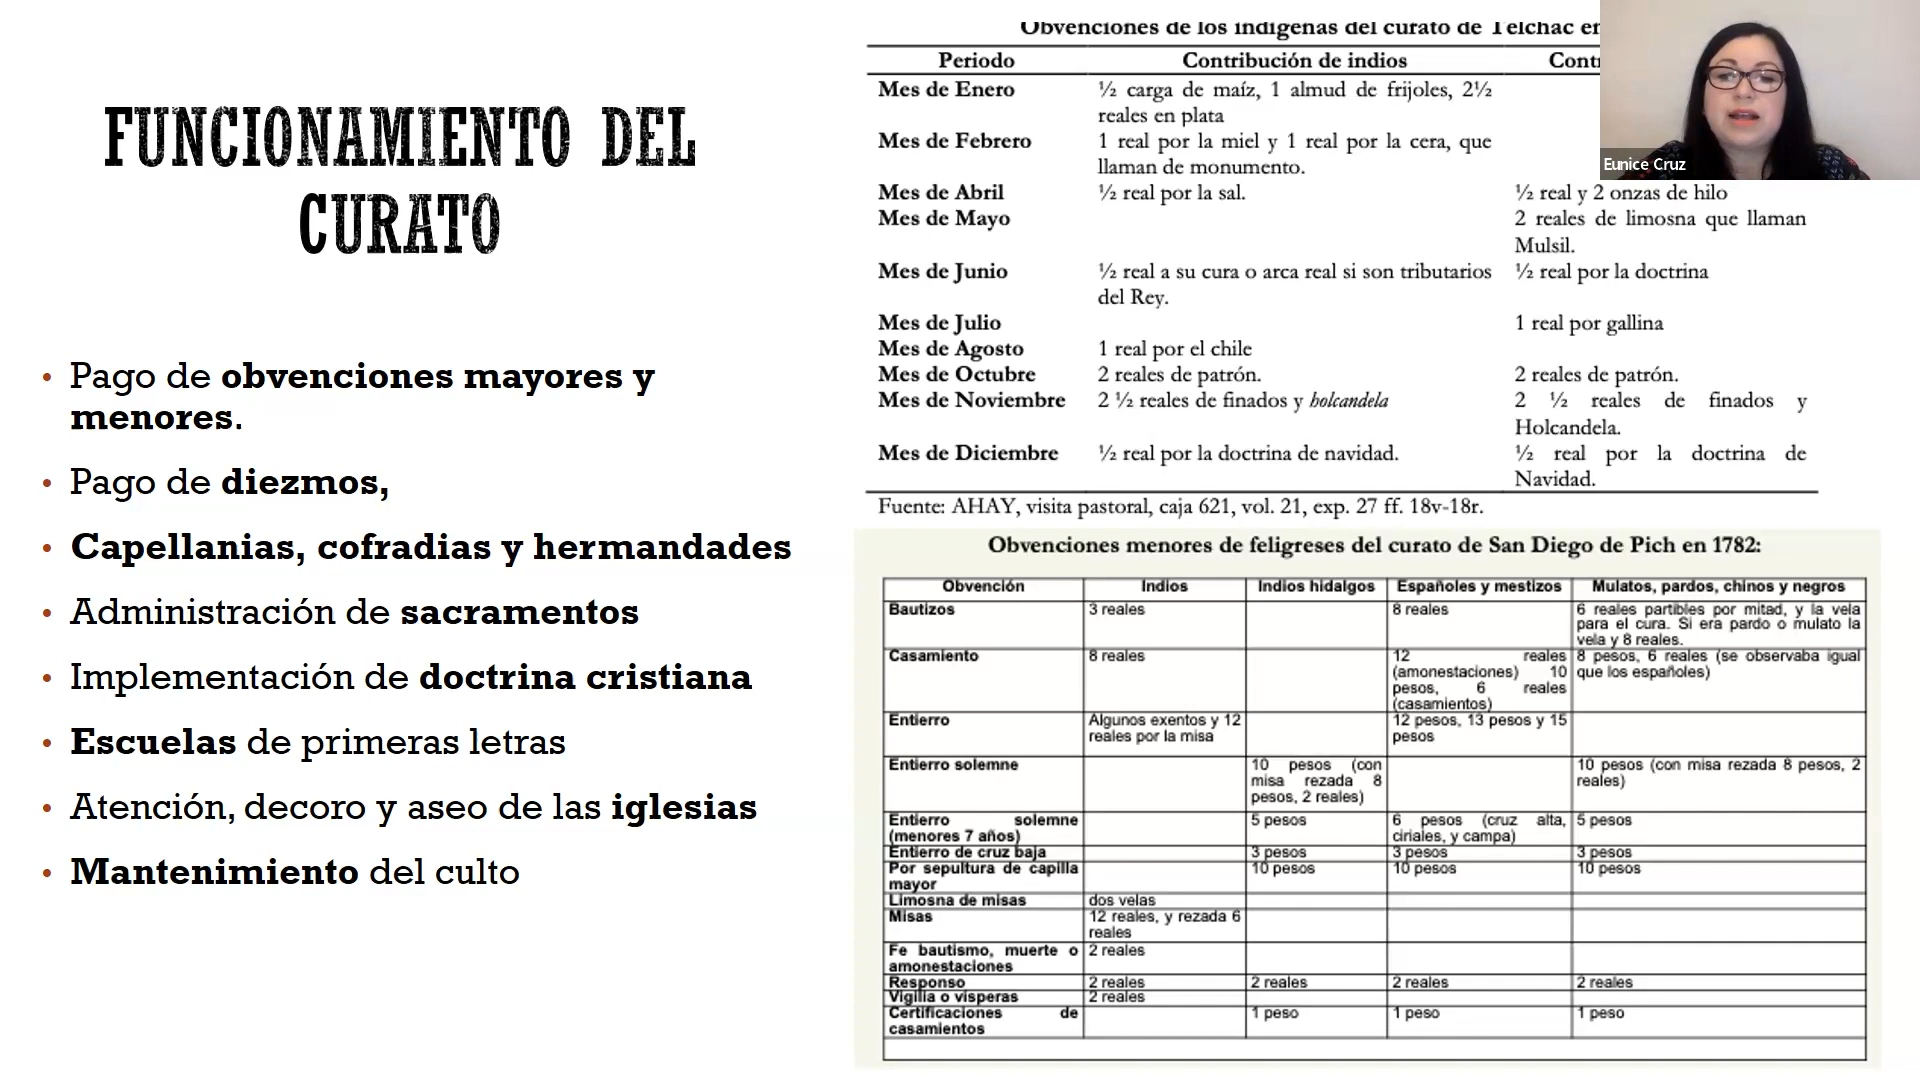 FUNCIONAMIENTO DEL
CURATO
• Pago de obvenciones mayores y
menores.
• Pago de diezmos,
• Capellanias, cofradias y hermandades
• Administración de sacramentos
• Implementación de doctrina cristiana
• Escuelas de primeras letras
• Atención, decoro y aseo de las iglesias
• Mantenimiento del culto
Obvenciones de los indígenas del curato de Telchac en
Periodo Contribución de indios
Mes de Enero ½ carga de maíz, 1 almud de frijoles, 2½
reales en plata
Mes de Febrero 1 real por la miel y 1 real por la cera, que
llaman de monumento.
Mes de Abril ½ real por la sal. ½ real y 2 onzas de hilo
Mes de Mayo 2 reales de limosna que llaman
Mulsil.
Mes de Junio ½ real a su cura o arca real si son tributarios ½ real por la doctrina
del Rey.
Mes de Julio 1 real por gallina
Mes de Agosto 1 real por el chile
Mes de Octubre 2 reales de patrón. 2 reales de patrón.
Mes de Noviembre 2 ½ reales de finados y holcandela 2 ½ reales de finados y
Holcandela.
Mes de Diciembre ½ real por la doctrina de navidad. ½ real por la doctrina de
Navidad.
Fuente: AHAY, visita pastoral, caja 621, vol. 21, exp. 27 ff. 18v-18r.
Eunice Cruz
Obvenciones menores de feligreses del curato de San Diego de Pich en 1782:
Obvención Indios Indios hidalgos Españoles y mestizos Mulatos, pardos, chinos y negros
Bautizos 3 reales 8 reales 6 reales partibles por mitad, y la vela
para el cura. Si era pardo o mulato la
vela y 8 reales.
Casamiento 8 reales 12 reales 8 pesos, 6 reales (se observaba igual
(amonestaciones) 10 que los españoles)
pesos, 6 reales
(casamientos)
Entierro Algunos exentos y 12 12 pesos, 13 pesos y 15
reales por la misa pesos
Entierro solemne 10 pesos (con 10 pesos (con misa rezada 8 pesos, 2
misa rezada 8 reales)
pesos, 2 reales)
Entierro solemne 5 pesos 6 pesos (cruz alta, 5 pesos
(menores 7 años) ciriales, y campa)
Entierro de cruz baja 3 pesos 3 pesos 3 pesos
Por sepultura de capilla 10 pesos 10 pesos 10 pesos
mayor
Limosna de misas dos velas
Misas 12 reales, y rezada 6
reales
Fe bautismo, muerte o 2 reales
amonestaciones
Responso 2 reales 2 reales 2 reales 2 reales
Vigilia o vísperas 2 reales
Certificaciones de 1 peso 1 peso 1 peso
casamientos